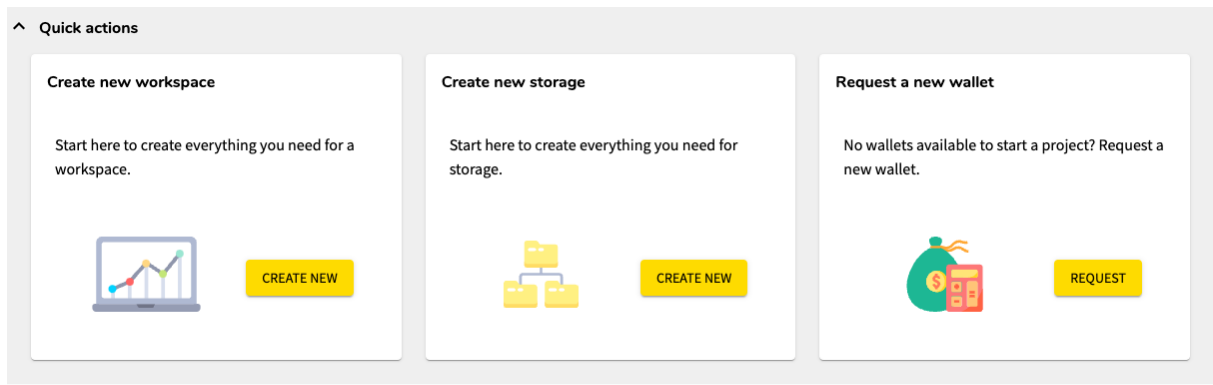 Quick actions
Create new workspace
Start here to create everything you need for a
workspace.
CREATE NEW
Create new storage
Start here to create everything you need for
storage.
CREATE NEW
Request a new wallet
No wallets available to start a project? Request a
new wallet.
$
REQUEST